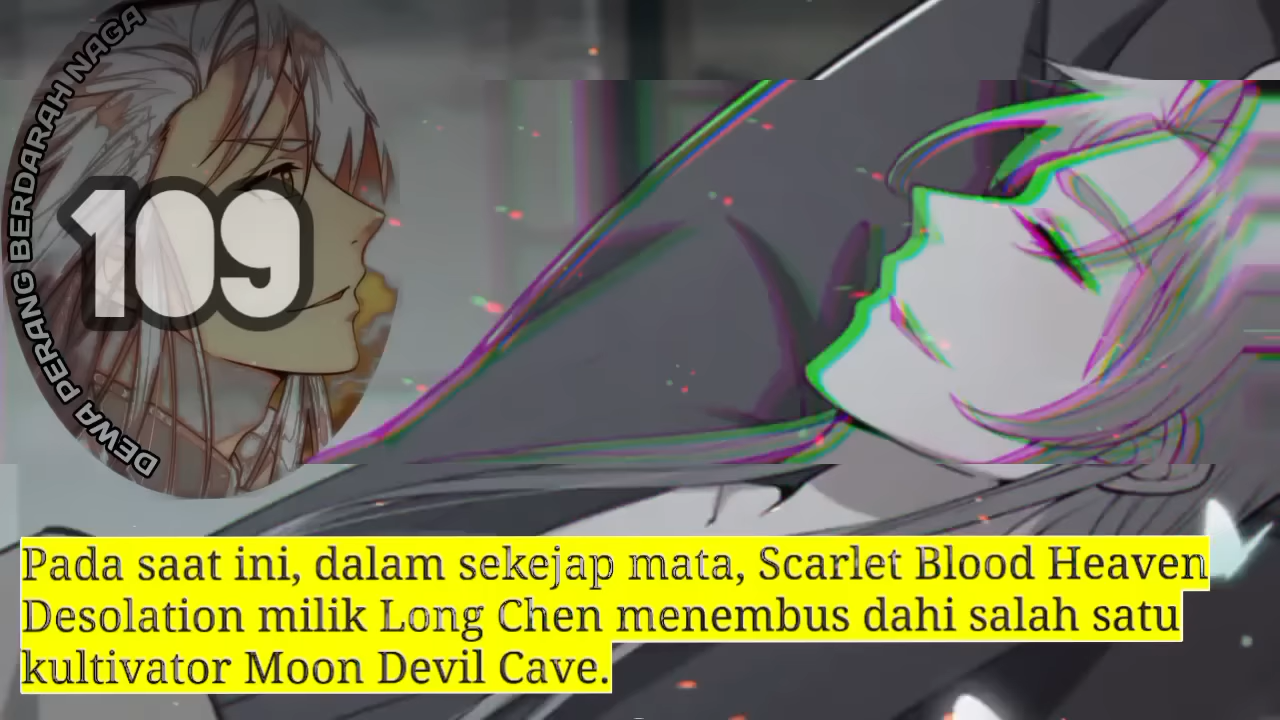 DEWA PERANG BERDARAH NAGA
109
Pada saat ini, dalam sekejap mata, Scarlet Blood Heaven
Desolation milik Long Chen menembus dahi salah satu
kultivator Moon Devil Cave.